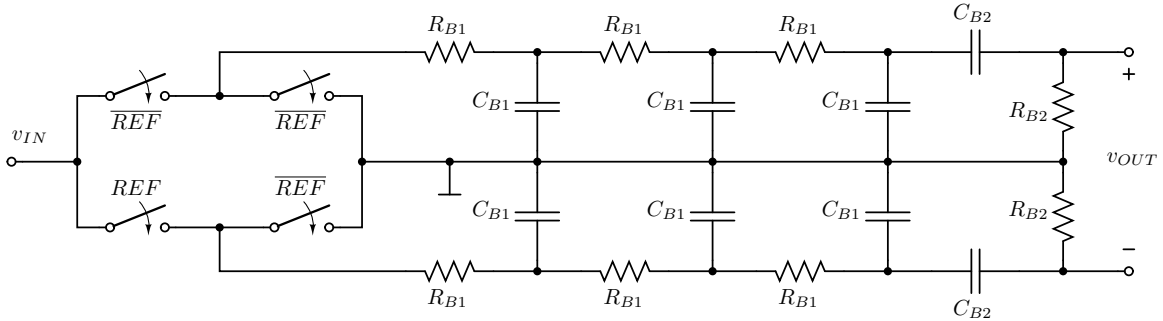 C_{B2}
R_{B1} R_{B1} R_{B1}
+
\overline{REF} \overline{REF} C_{B1} C_{B1} C_{B1} R_{B2}
v_{IN} v_{OUT}
REF \overline{REF} C_{B1} C_{B1} C_{B1} R_{B2}
−
R_{B1} R_{B1} R_{B1} C_{B2}